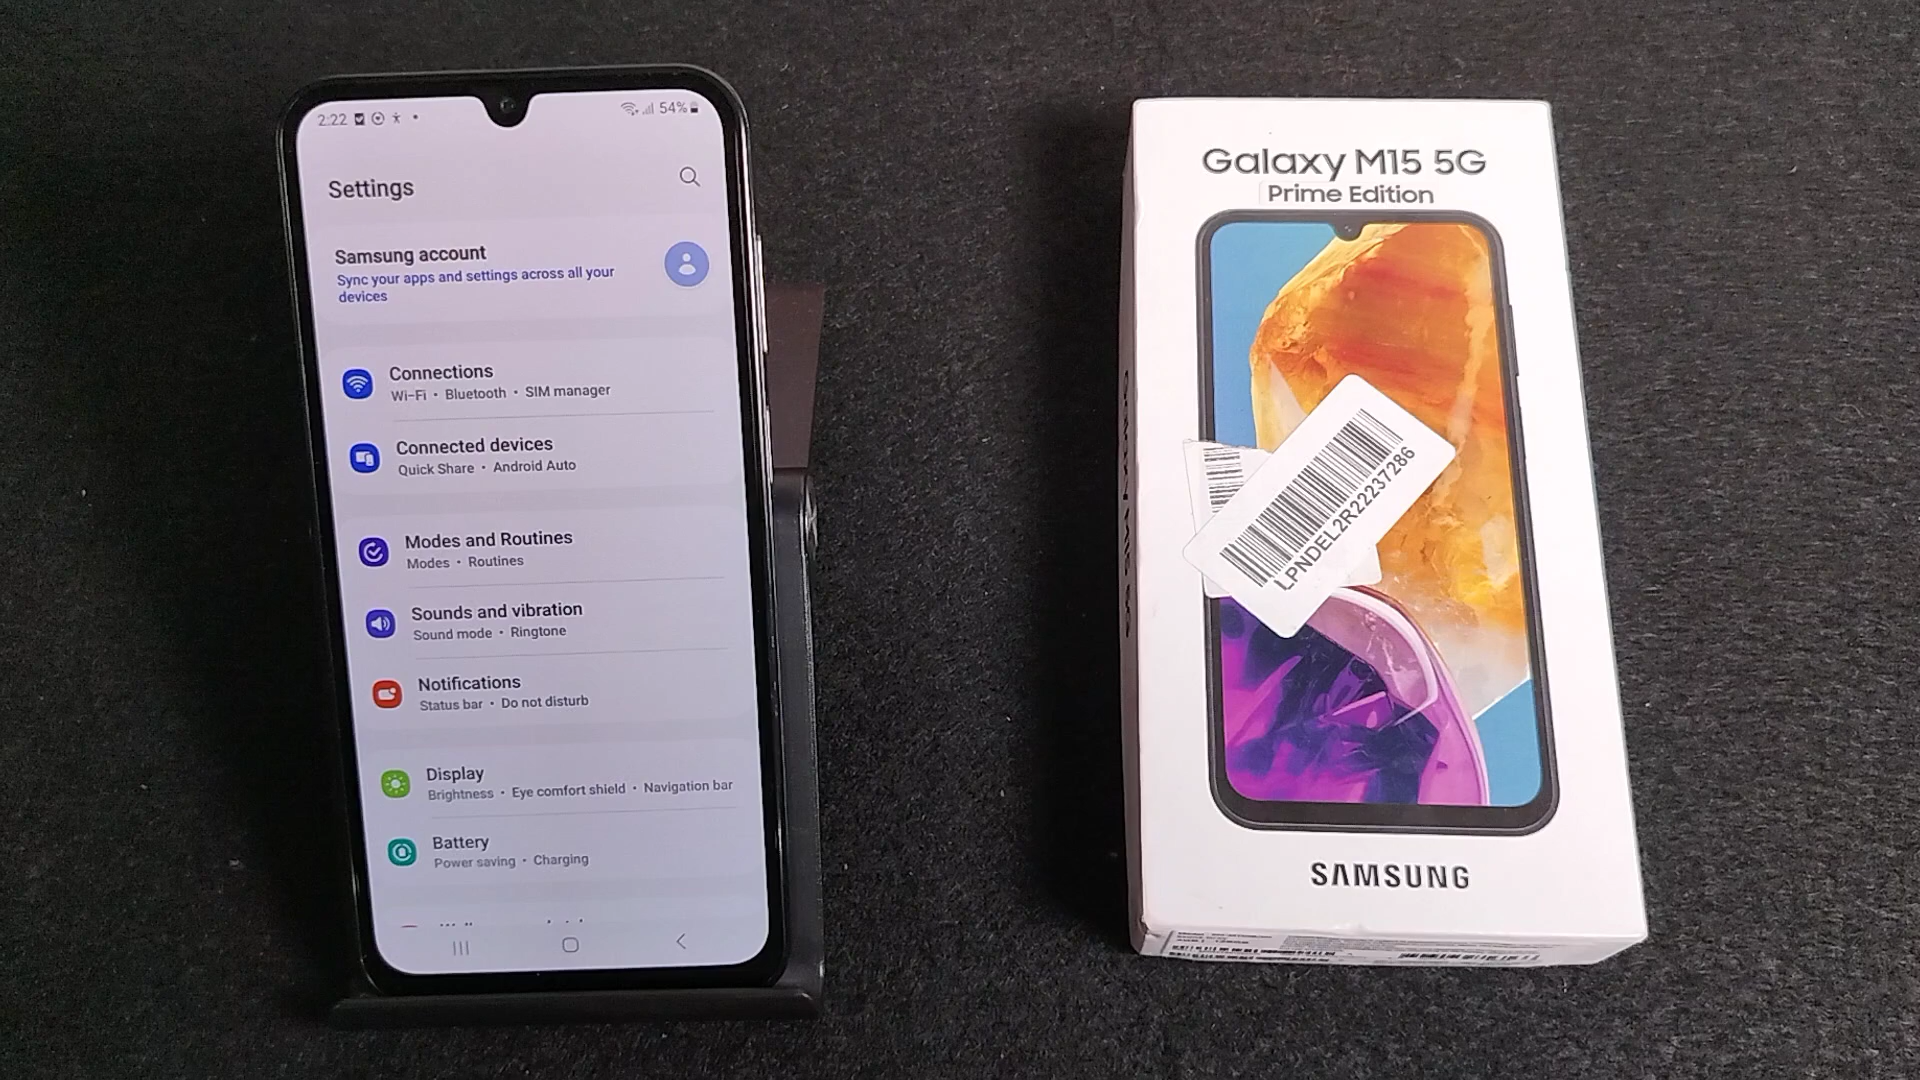 2:22
54%
Settings
Samsung account
Sync your apps and settings across all your
devices
Connections
Wi-Fi • Bluetooth • SIM manager
Connected devices
Quick Share • Android Auto
Modes and Routines
Modes • Routines
Sounds and vibration
Sound mode • Ringtone
Notifications
Status bar • Do not disturb
Display
Brightness • Eye comfort shield • Navigation bar
Battery
Power saving • Charging
Galaxy M15 5G
Prime Edition
LPNDEL2R22237286
SAMSUNG
Galaxy M15 5G